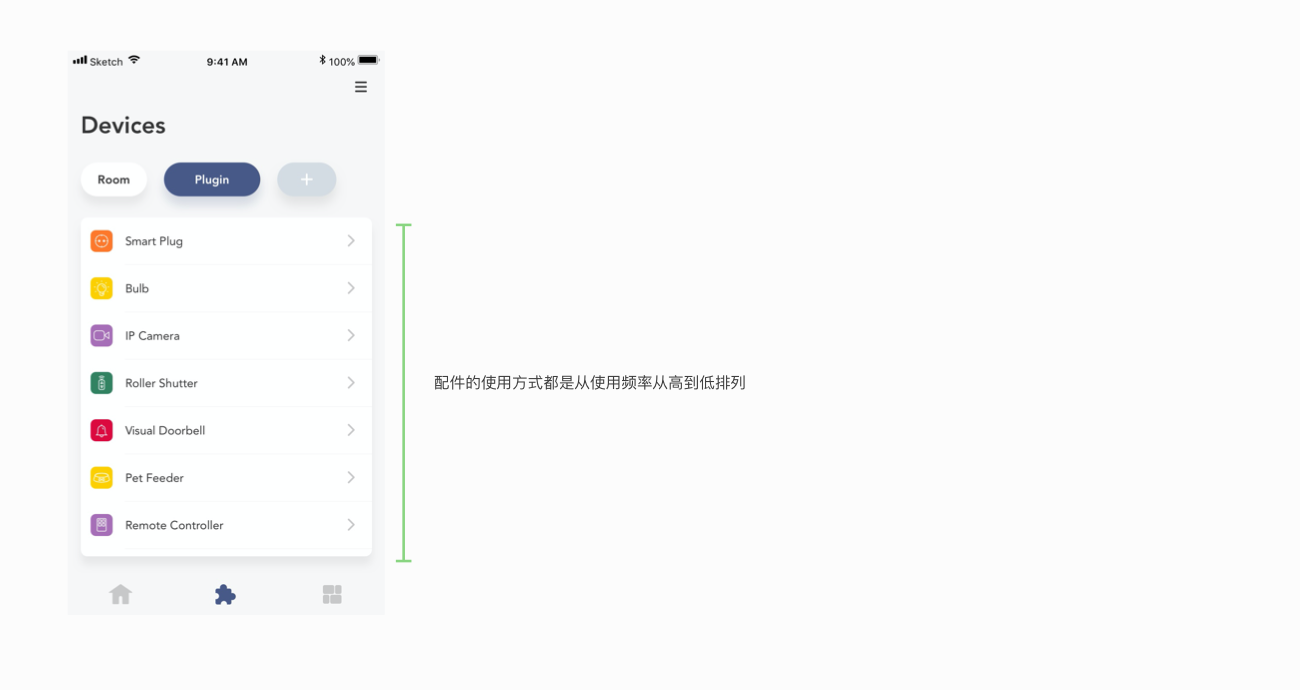 Sketch 9:41 AM 100%
Devices
Room Plugin +
Smart Plug
Bulb
IP Camera
Roller Shutter
配件的使用方式都是从使用频率从高到低排列
Visual Doorbell
Pet Feeder
Remote Controller